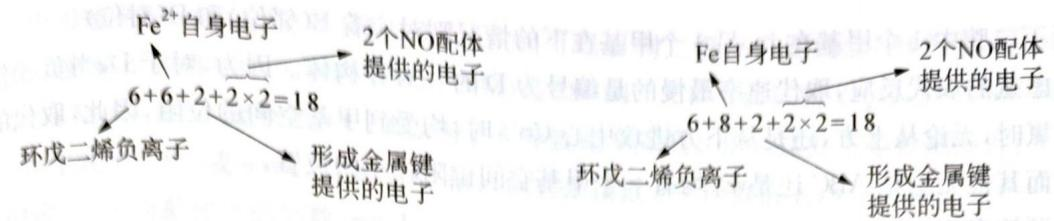 Fe²⁺自身电子
2个NO配体
提供的电子
6+6+2+2×2=18
环戊二烯负离子
形成金属键
提供的电子
Fe自身电子
2个NO配体
提供的电子
6+8+2+2×2=18
环戊二烯负离子
形成金属键
提供的电子